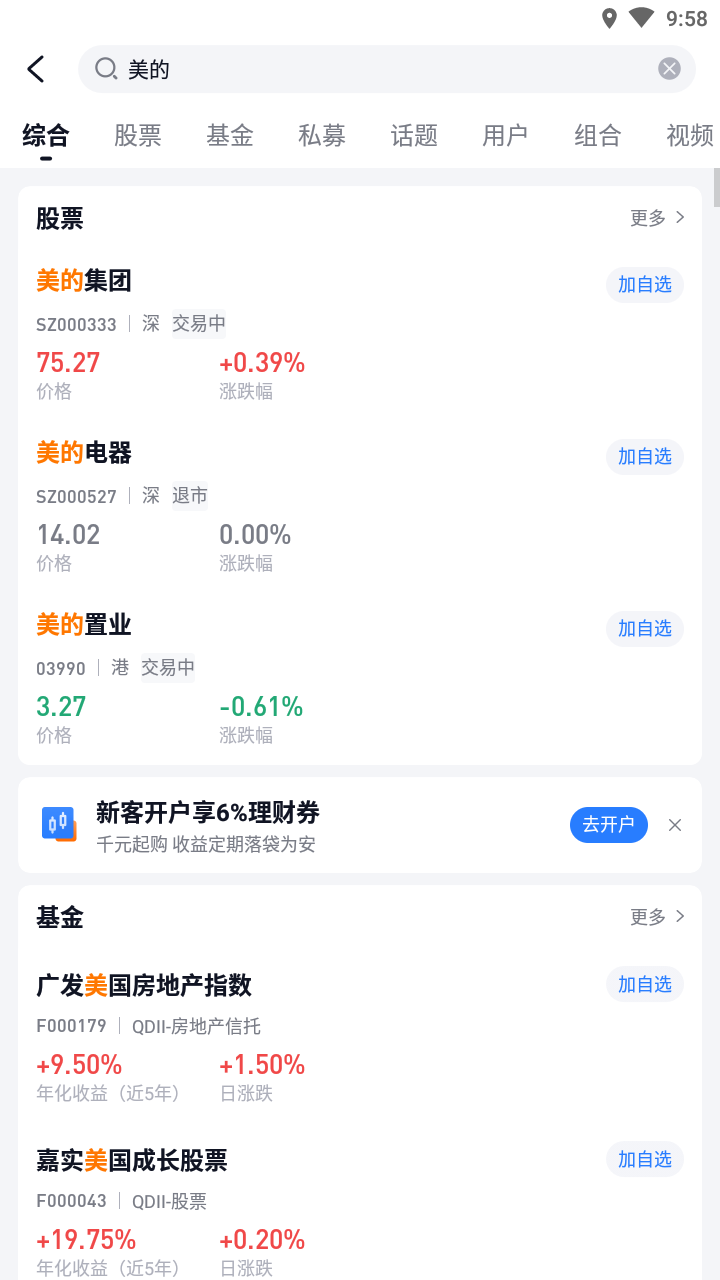 9:58
美的
综合 股票 基金 私募 话题 用户 组合 视频
股票 更多
美的集团 加自选
SZ000333 深 交易中
75.27 +0.39%
价格 涨跌幅
美的电器 加自选
SZ000527 深 退市
14.02 0.00%
价格 涨跌幅
美的置业 加自选
03990 港 交易中
3.27 -0.61%
价格 涨跌幅
新客开户享6%理财券
千元起购 收益定期落袋为安
去开户
基金 更多
广发美国房地产指数 加自选
F000179 QDII-房地产信托
+9.50% +1.50%
年化收益（近5年） 日涨跌
嘉实美国成长股票 加自选
F000043 QDII-股票
+19.75% +0.20%
年化收益（近5年） 日涨跌